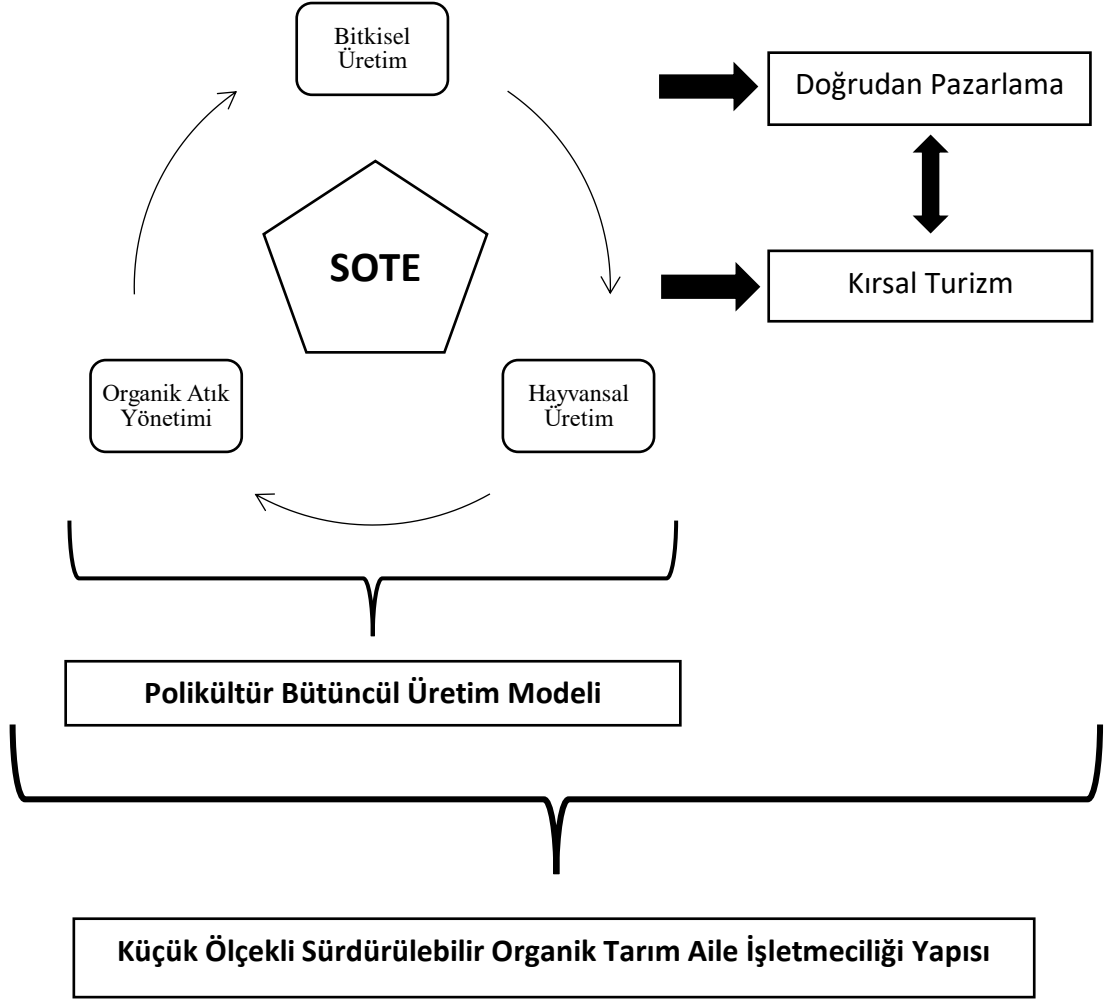 Bitkisel
Üretim
Doğrudan Pazarlama
SOTE
Kırsal Turizm
Organik Atık
Yönetimi
Hayvansal
Üretim
Polikültür Bütüncül Üretim Modeli
Küçük Ölçekli Sürdürülebilir Organik Tarım Aile İşletmeciliği Yapısı